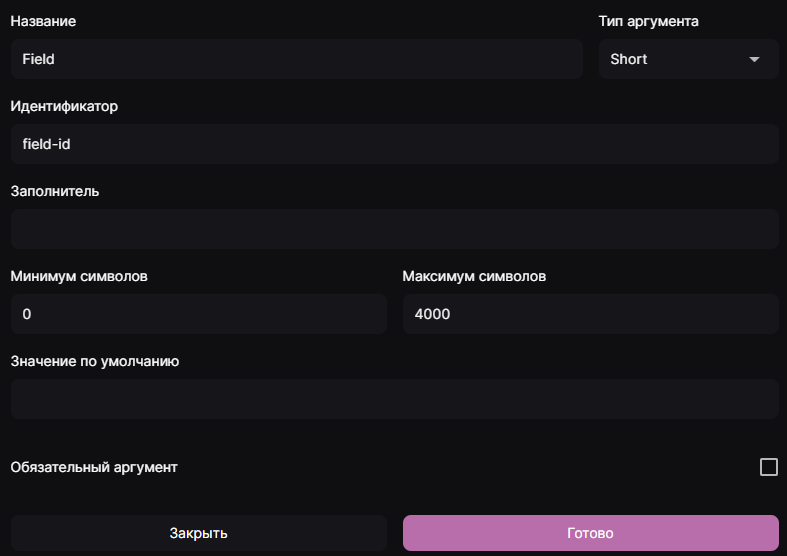 Название Тип аргумента
Field Short
Идентификатор
field-id
Заполнитель
Минимум символов Максимум символов
0 4000
Значение по умолчанию
Обязательный аргумент
Закрыть Готово